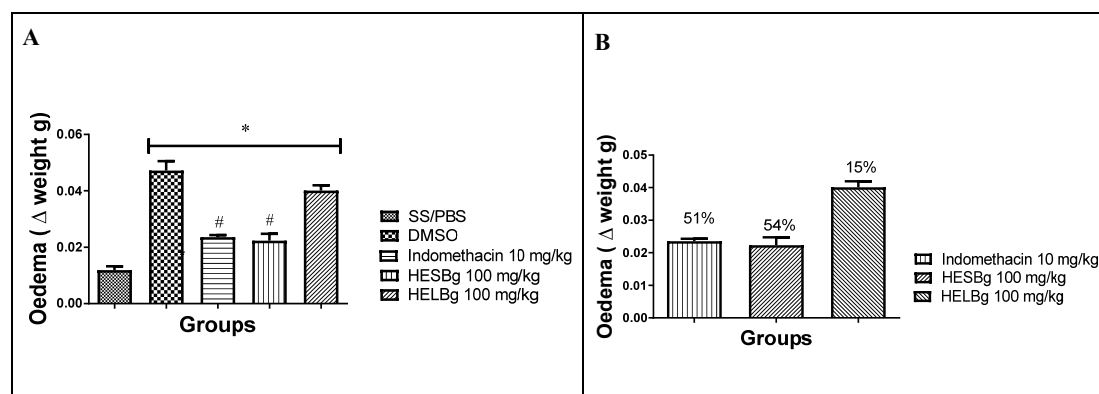 A
Oedema ( Δ weight g)
0.06
0.04
0.02
0.00
*
#
#
Groups
SS/PBS
DMSO
Indomethacin 10 mg/kg
HESBg 100 mg/kg
HELBg 100 mg/kg
B
Oedema ( Δ weight g)
0.05
0.04
0.03
0.02
0.01
0.00
51%
54%
15%
Groups
Indomethacin 10 mg/kg
HESBg 100 mg/kg
HELBg 100 mg/kg